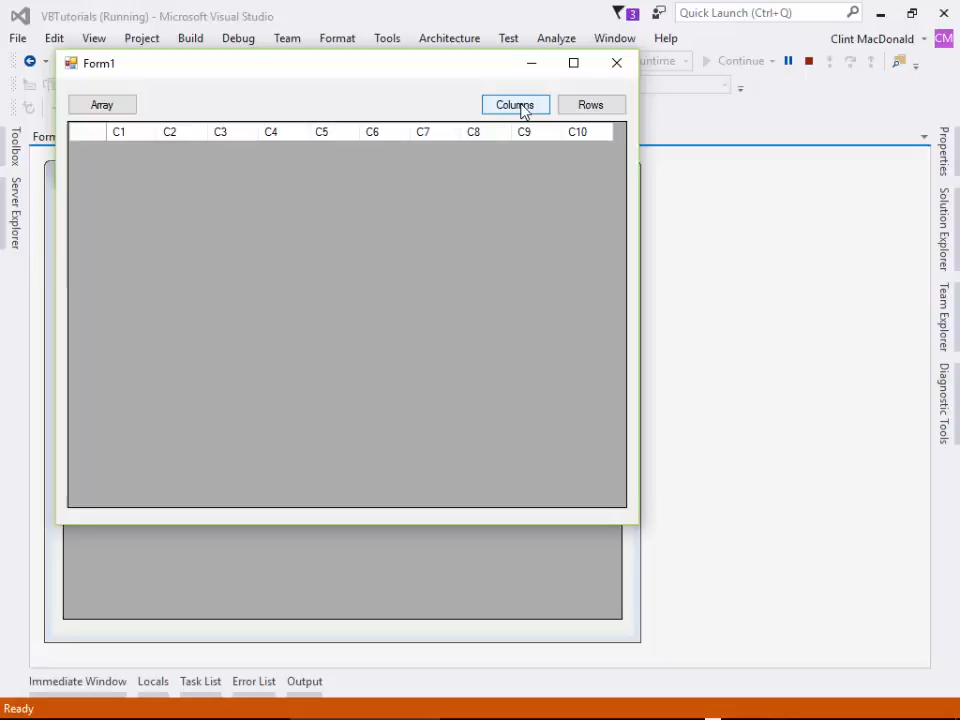 VBTutorials (Running) - Microsoft Visual Studio
3
Quick Launch (Ctrl+Q)
File Edit View Project Build Debug Team Format Tools Architecture Test Analyze Window Help
Clint MacDonald
CM
Form1
untime
Continue
Array
Columns
Rows
Form
C1 C2 C3 C4 C5 C6 C7 C8 C9 C10
Toolbox
Server Explorer
Properties
Solution Explorer
Team Explorer
Diagnostic Tools
Immediate Window Locals Task List Error List Output
Ready